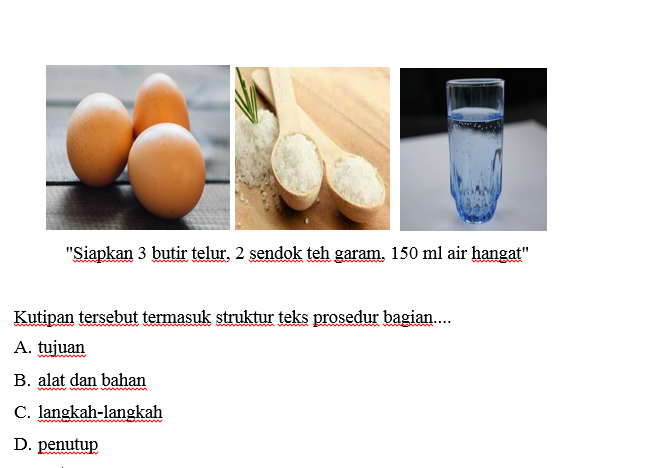 "Siapkan 3 butir telur, 2 sendok teh garam, 150 ml air hangat"
Kutipan tersebut termasuk struktur teks prosedur bagian....
A. tujuan
B. alat dan bahan
C. langkah-langkah
D. penutup